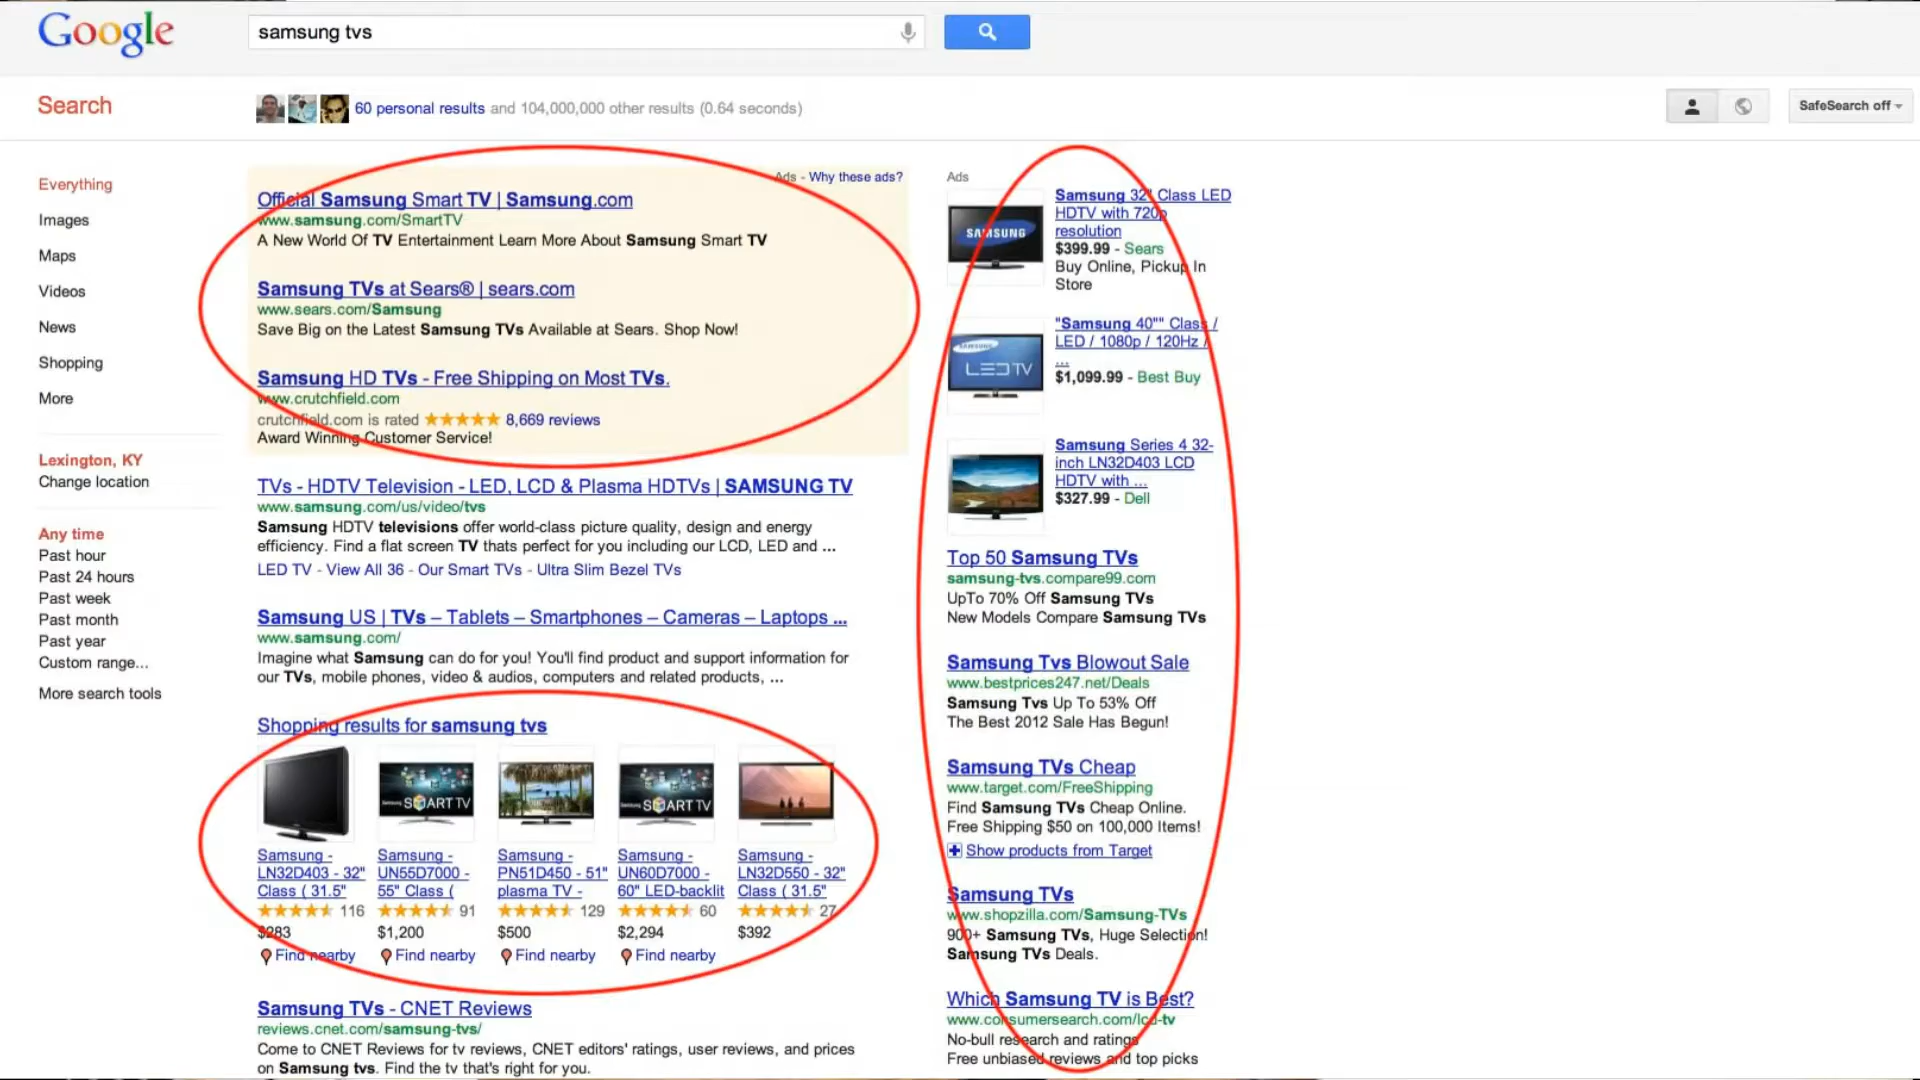 Google
samsung tvs
Search
60 personal results and 104,000,000 other results (0.64 seconds)
SafeSearch off
Everything
Images
Maps
Videos
News
Shopping
More
Lexington, KY
Change location
Any time
Past hour
Past 24 hours
Past week
Past month
Past year
Custom range...
More search tools
Ads - Why these ads?
Official Samsung Smart TV | Samsung.com
www.samsung.com/SmartTV
A New World Of TV Entertainment Learn More About Samsung Smart TV
Samsung TVs at Sears® | sears.com
www.sears.com/Samsung
Save Big on the Latest Samsung TVs Available at Sears. Shop Now!
Samsung HD TVs - Free Shipping on Most TVs.
www.crutchfield.com
crutchfield.com is rated ★★★★★ 8,669 reviews
Award Winning Customer Service!
TVs - HDTV Television - LED, LCD & Plasma HDTVs | SAMSUNG TV
www.samsung.com/us/video/tvs
Samsung HDTV televisions offer world-class picture quality, design and energy
efficiency. Find a flat screen TV thats perfect for you including our LCD, LED and ...
LED TV - View All 36 - Our Smart TVs - Ultra Slim Bezel TVs
Samsung US | TVs – Tablets – Smartphones – Cameras – Laptops ...
www.samsung.com/
Imagine what Samsung can do for you! You'll find product and support information for
our TVs, mobile phones, video & audios, computers and related products, ...
Shopping results for samsung tvs
Samsung SMART TV
Samsung SMART TV
Samsung -
LN32D403 - 32"
Class ( 31.5"
116
$283
Find nearby
Samsung -
UN55D7000 -
55" Class (
91
$1,200
Find nearby
Samsung -
PN51D450 - 51"
plasma TV -
129
$500
Find nearby
Samsung -
UN60D7000 -
60" LED-backlit
60
$2,294
Find nearby
Samsung -
LN32D550 - 32"
Class ( 31.5"
27
$392
Samsung TVs - CNET Reviews
reviews.cnet.com/samsung-tvs/
Come to CNET Reviews for tv reviews, CNET editors' ratings, user reviews, and prices
on Samsung tvs. Find the tv that's right for you.
Ads
SAMSUNG
Samsung 32" Class LED
HDTV with 720p
resolution
$399.99 - Sears
Buy Online, Pickup In
Store
SAMSUNG
LED TV
"Samsung 40"" Class /
LED / 1080p / 120Hz /
...
$1,099.99 - Best Buy
Samsung Series 4 32-
inch LN32D403 LCD
HDTV with ...
$327.99 - Dell
Top 50 Samsung TVs
samsung-tvs.compare99.com
UpTo 70% Off Samsung TVs
New Models Compare Samsung TVs
Samsung Tvs Blowout Sale
www.bestprices247.net/Deals
Samsung Tvs Up To 53% Off
The Best 2012 Sale Has Begun!
Samsung TVs Cheap
www.target.com/FreeShipping
Find Samsung TVs Cheap Online.
Free Shipping $50 on 100,000 Items!
Show products from Target
Samsung TVs
www.shopzilla.com/Samsung-TVs
900+ Samsung TVs, Huge Selection!
Samsung TVs Deals.
Which Samsung TV is Best?
www.consumersearch.com/lcd-tv
No-bull research and ratings
Free unbiased reviews and top picks